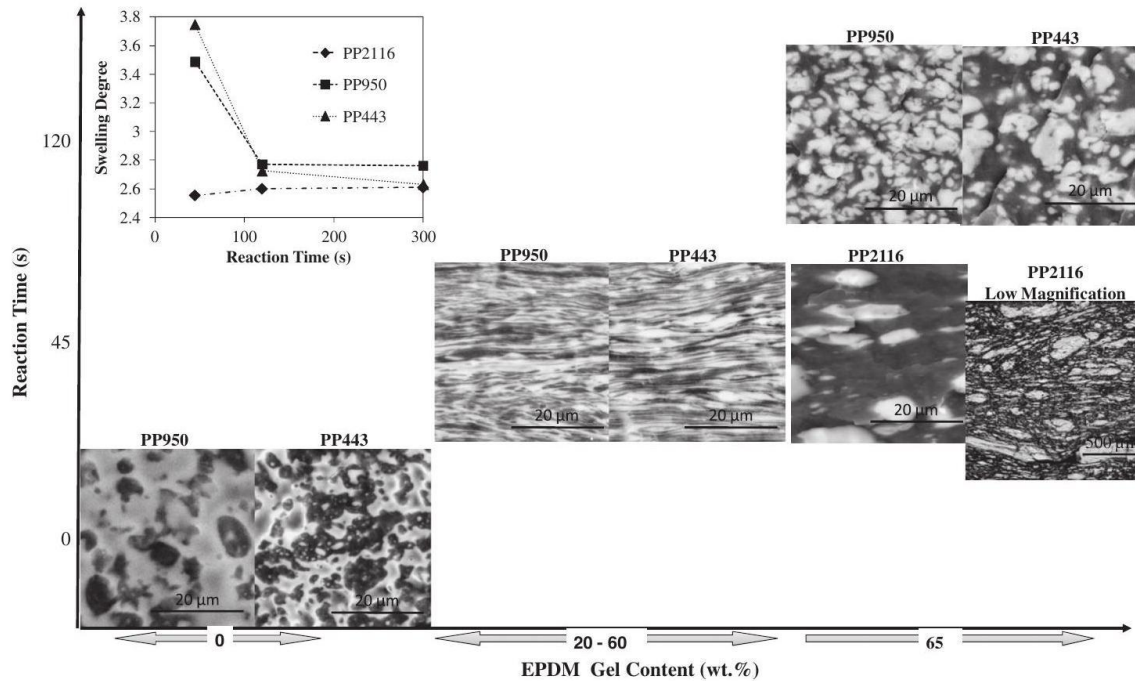 3.8
3.6
3.4
3.2
3
2.8
2.6
2.4
Swelling Degree
PP2116
PP950
PP443
0
100
200
300
Reaction Time (s)
PP950
PP443
20 µm
20 µm
120
PP950
PP443
PP2116
PP2116
Low Magnification
45
20 µm
20 µm
20 µm
500 µm
Reaction Time (s)
PP950
PP443
0
20 µm
20 µm
0
20 - 60
65
EPDM Gel Content (wt.%)